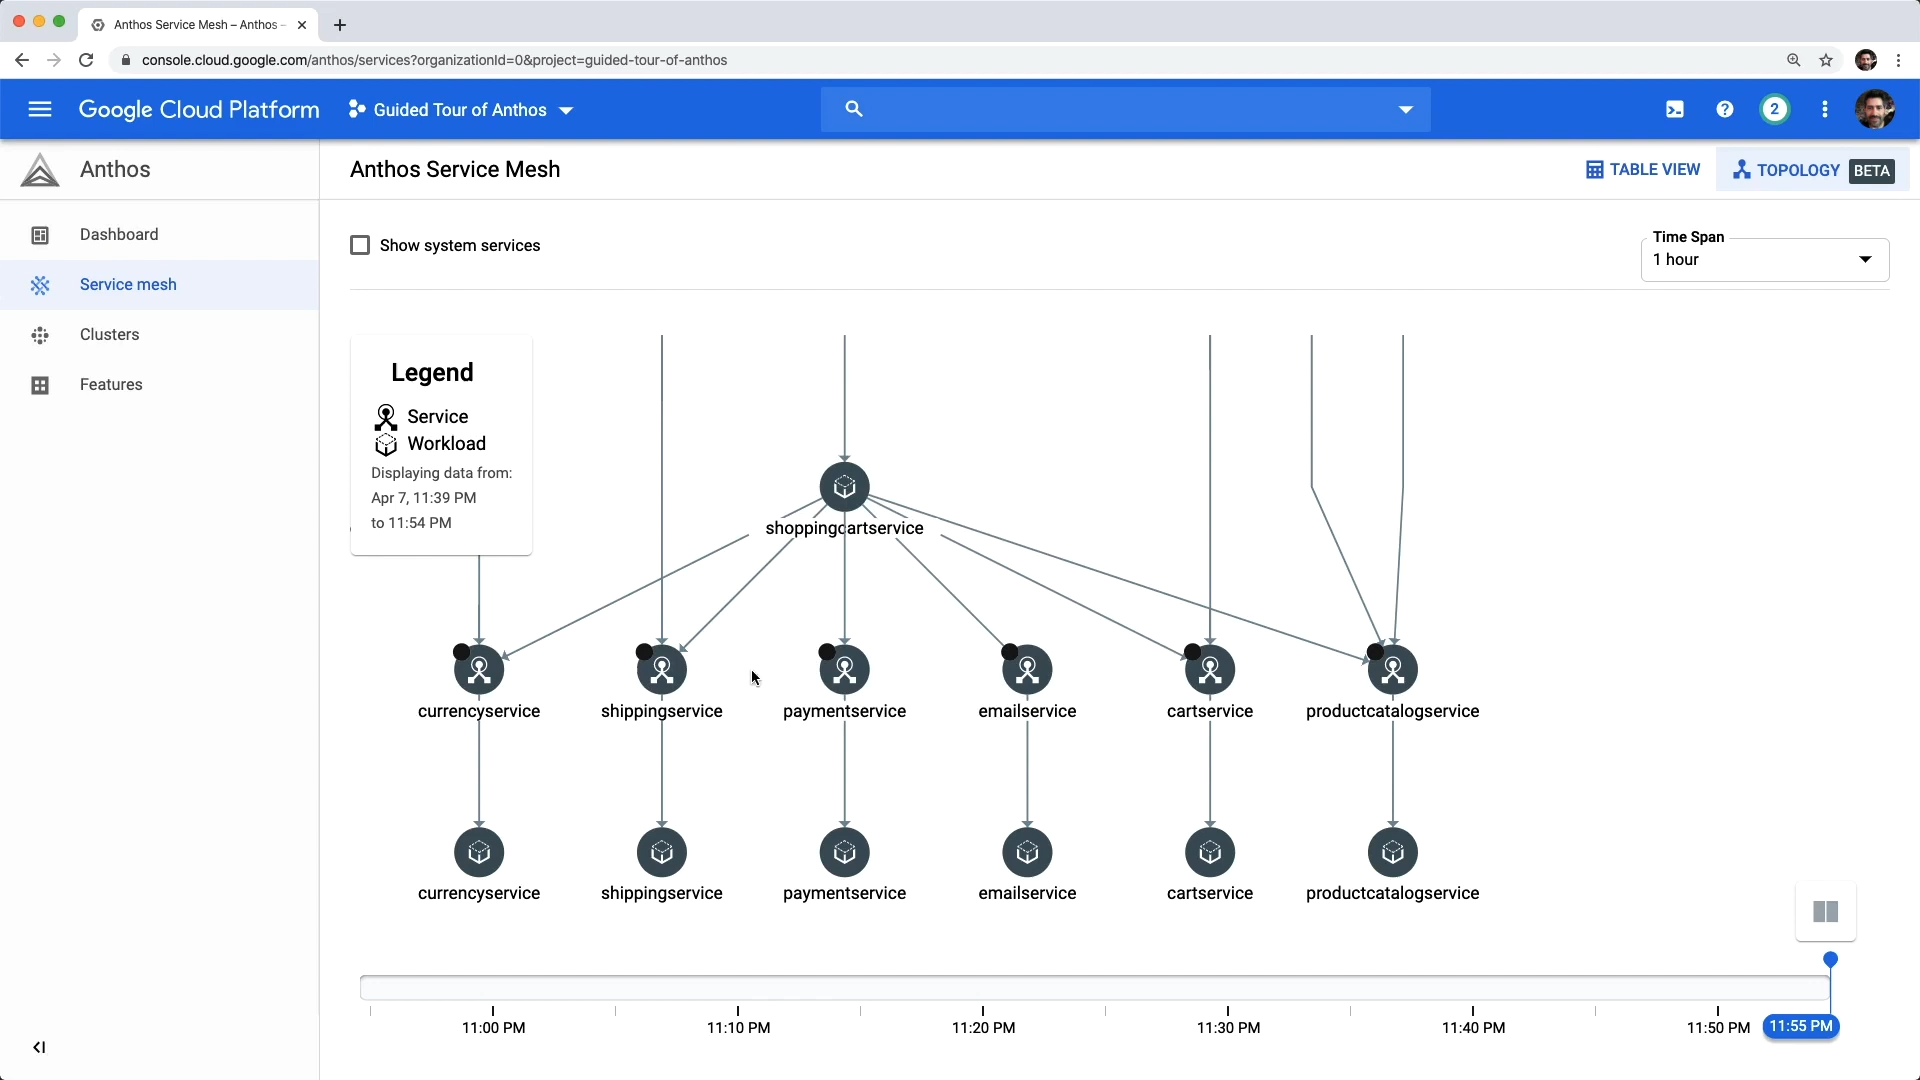 Anthos Service Mesh – Anthos –
console.cloud.google.com/anthos/services?organizationId=0&project=guided-tour-of-anthos
Google Cloud Platform
Guided Tour of Anthos
2
Anthos
Anthos Service Mesh
TABLE VIEW
TOPOLOGY BETA
Dashboard
Service mesh
Clusters
Features
Show system services
Time Span
1 hour
Legend
Service
Workload
Displaying data from:
Apr 7, 11:39 PM
to 11:54 PM
shoppingcartservice
currencyservice shippingservice paymentservice emailservice cartservice productcatalogservice
currencyservice shippingservice paymentservice emailservice cartservice productcatalogservice
11:00 PM 11:10 PM 11:20 PM 11:30 PM 11:40 PM 11:50 PM 11:55 PM